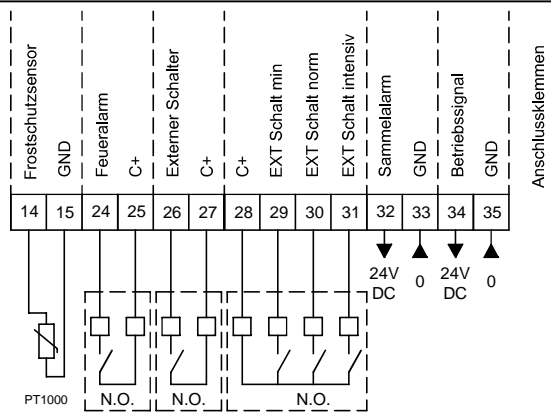 Frostschutzsensor
GND
Feueralarm
C+
Externer Schalter
C+
C+
EXT Schalt min
EXT Schalt norm
EXT Schalt intensiv
Sammelalarm
GND
Betriebssignal
GND
Anschlussklemmen
14 15 24 25 26 27 28 29 30 31 32 33 34 35
24V
DC
0
24V
DC
0
PT1000
N.O.
N.O.
N.O.